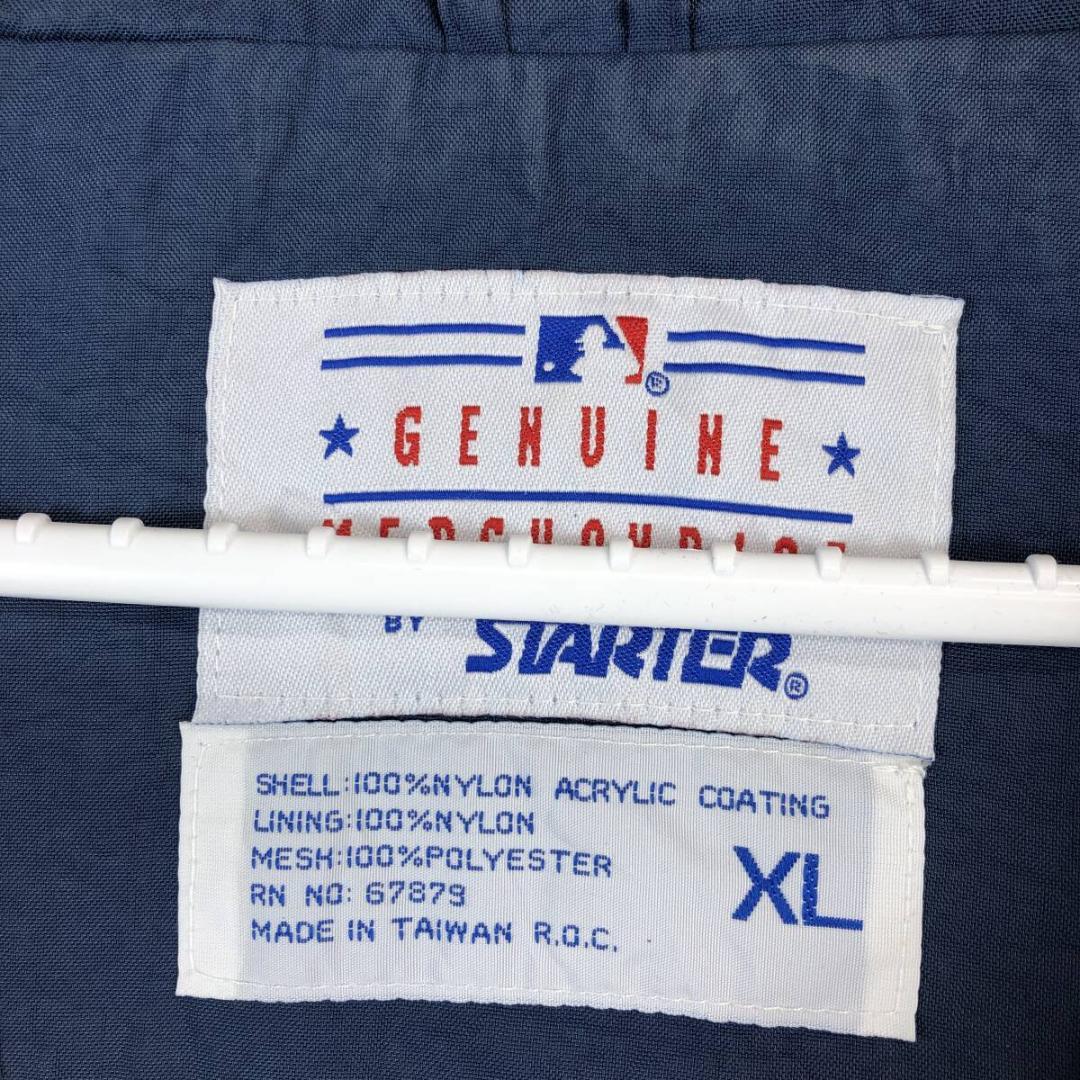 ®
GENUINE
MERCHANDISE
BY STARTER®
SHELL:100%NYLON ACRYLIC COATING
LINING:100%NYLON
MESH:100%POLYESTER
RN NO: 67879
MADE IN TAIWAN R.O.C.
XL